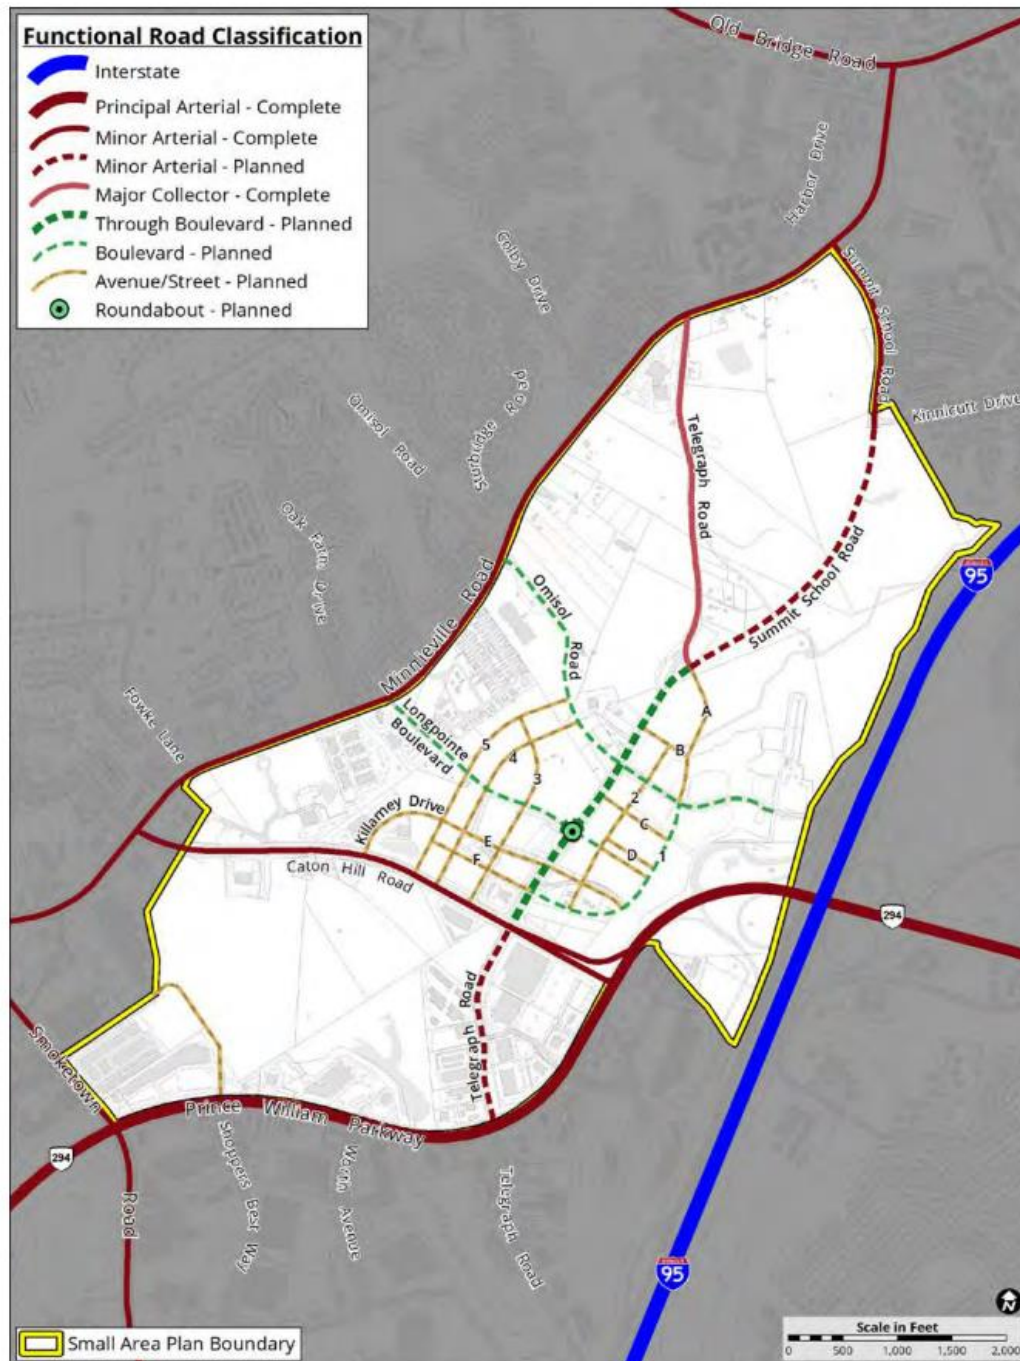 Functional Road Classification
Interstate
Principal Arterial - Complete
Minor Arterial - Complete
Minor Arterial - Planned
Major Collector - Complete
Through Boulevard - Planned
Boulevard - Planned
Avenue/Street - Planned
Roundabout - Planned
Old Bridge Road
Harbor Drive
Colby Drive
Summit School Road
Kinnicutt Drive
Sturbridge Road
Omisol Road
Telegraph Road
Oak Farm Drive
Summit School Road
95
Omisol Road
Minnieville Road
Fowke Lane
Longpointe Boulevard
A
B
5
4
3
2
Killarney Drive
C
E
D
1
F
Caton Hill Road
294
Telegraph Road
Smoketown Road
Prince William Parkway
294
Shoppers Best Way
Worth Avenue
Telegraph Road
95
N
Scale in Feet
0 500 1,000 1,500 2,000
Small Area Plan Boundary